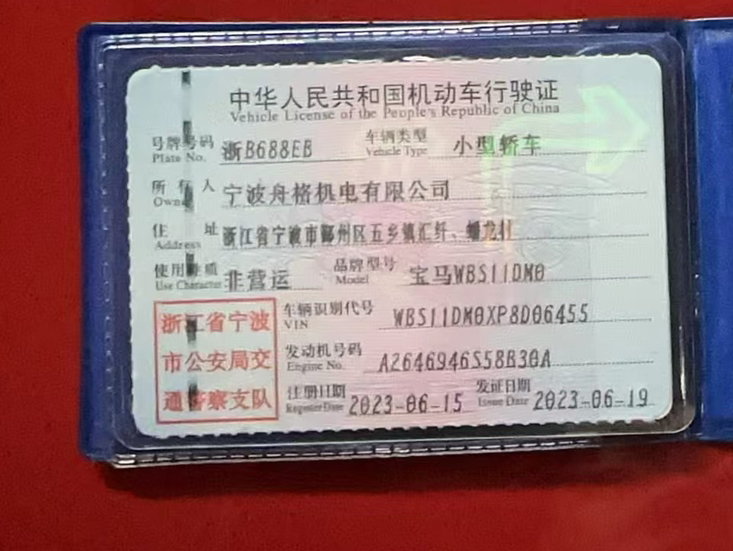 中华人民共和国机动车行驶证
Vehicle License of the People's Republic of China
号牌号码 浙B688EB 车辆类型 小型轿车
Plate No. Vehicle Type
所有人 宁波舟格机电有限公司
Owner
住址 浙江省宁波市鄞州区五乡镇汇纤、蟠龙村
Address
使用性质 非营运 品牌型号 宝马WBS11DM0
Use Character Model
浙江省宁波 车辆识别代号 WBS11DM0XP8D06455
VIN
市公安局交 发动机号码 A2646946S58B30A
Engine No.
通警察支队 注册日期 2023-06-15 发证日期 2023-06-19
Register Date Issue Date